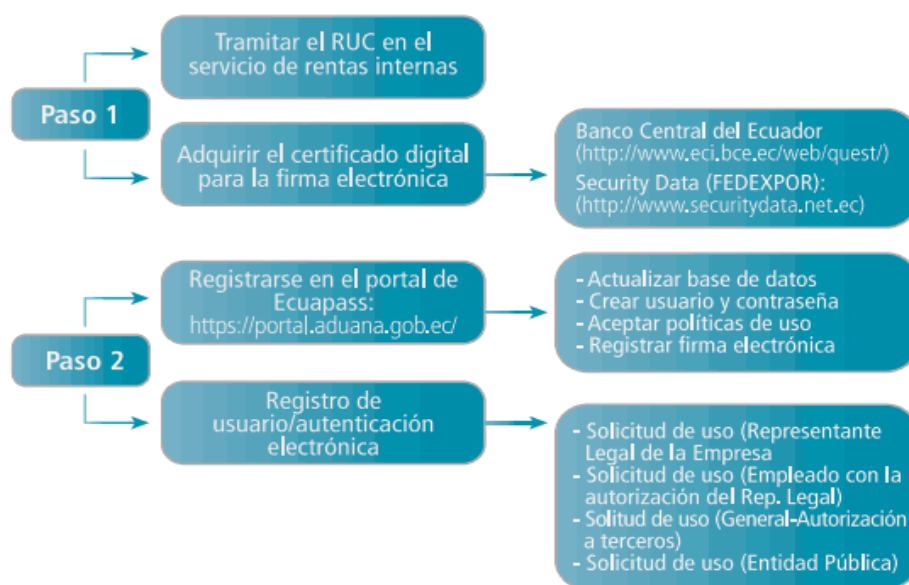 Paso 1
Tramitar el RUC en el
servicio de rentas internas
Adquirir el certificado digital
para la firma electrónica
Banco Central del Ecuador
(http://www.eci.bce.ec/web/quest/)
Security Data (FEDEXPOR):
(http://www.securitydata.net.ec)
Paso 2
Registrarse en el portal de
Ecuapass:
https://portal.aduana.gob.ec/
- Actualizar base de datos
- Crear usuario y contraseña
- Aceptar políticas de uso
- Registrar firma electrónica
Registro de
usuario/autenticación
electrónica
- Solicitud de uso (Representante
Legal de la Empresa
- Solicitud de uso (Empleado con la
autorización del Rep. Legal)
- Solitud de uso (General-Autorización
a terceros)
- Solicitud de uso (Entidad Pública)